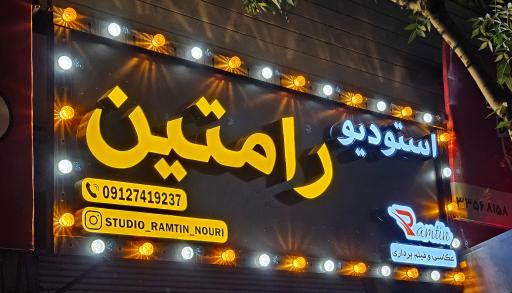 استودیو
رامتین
09127419237
STUDIO_RAMTIN_NOURI
Ramtin
عکاسی و فیلم برداری
۳۳۵۶۸۱۵۸